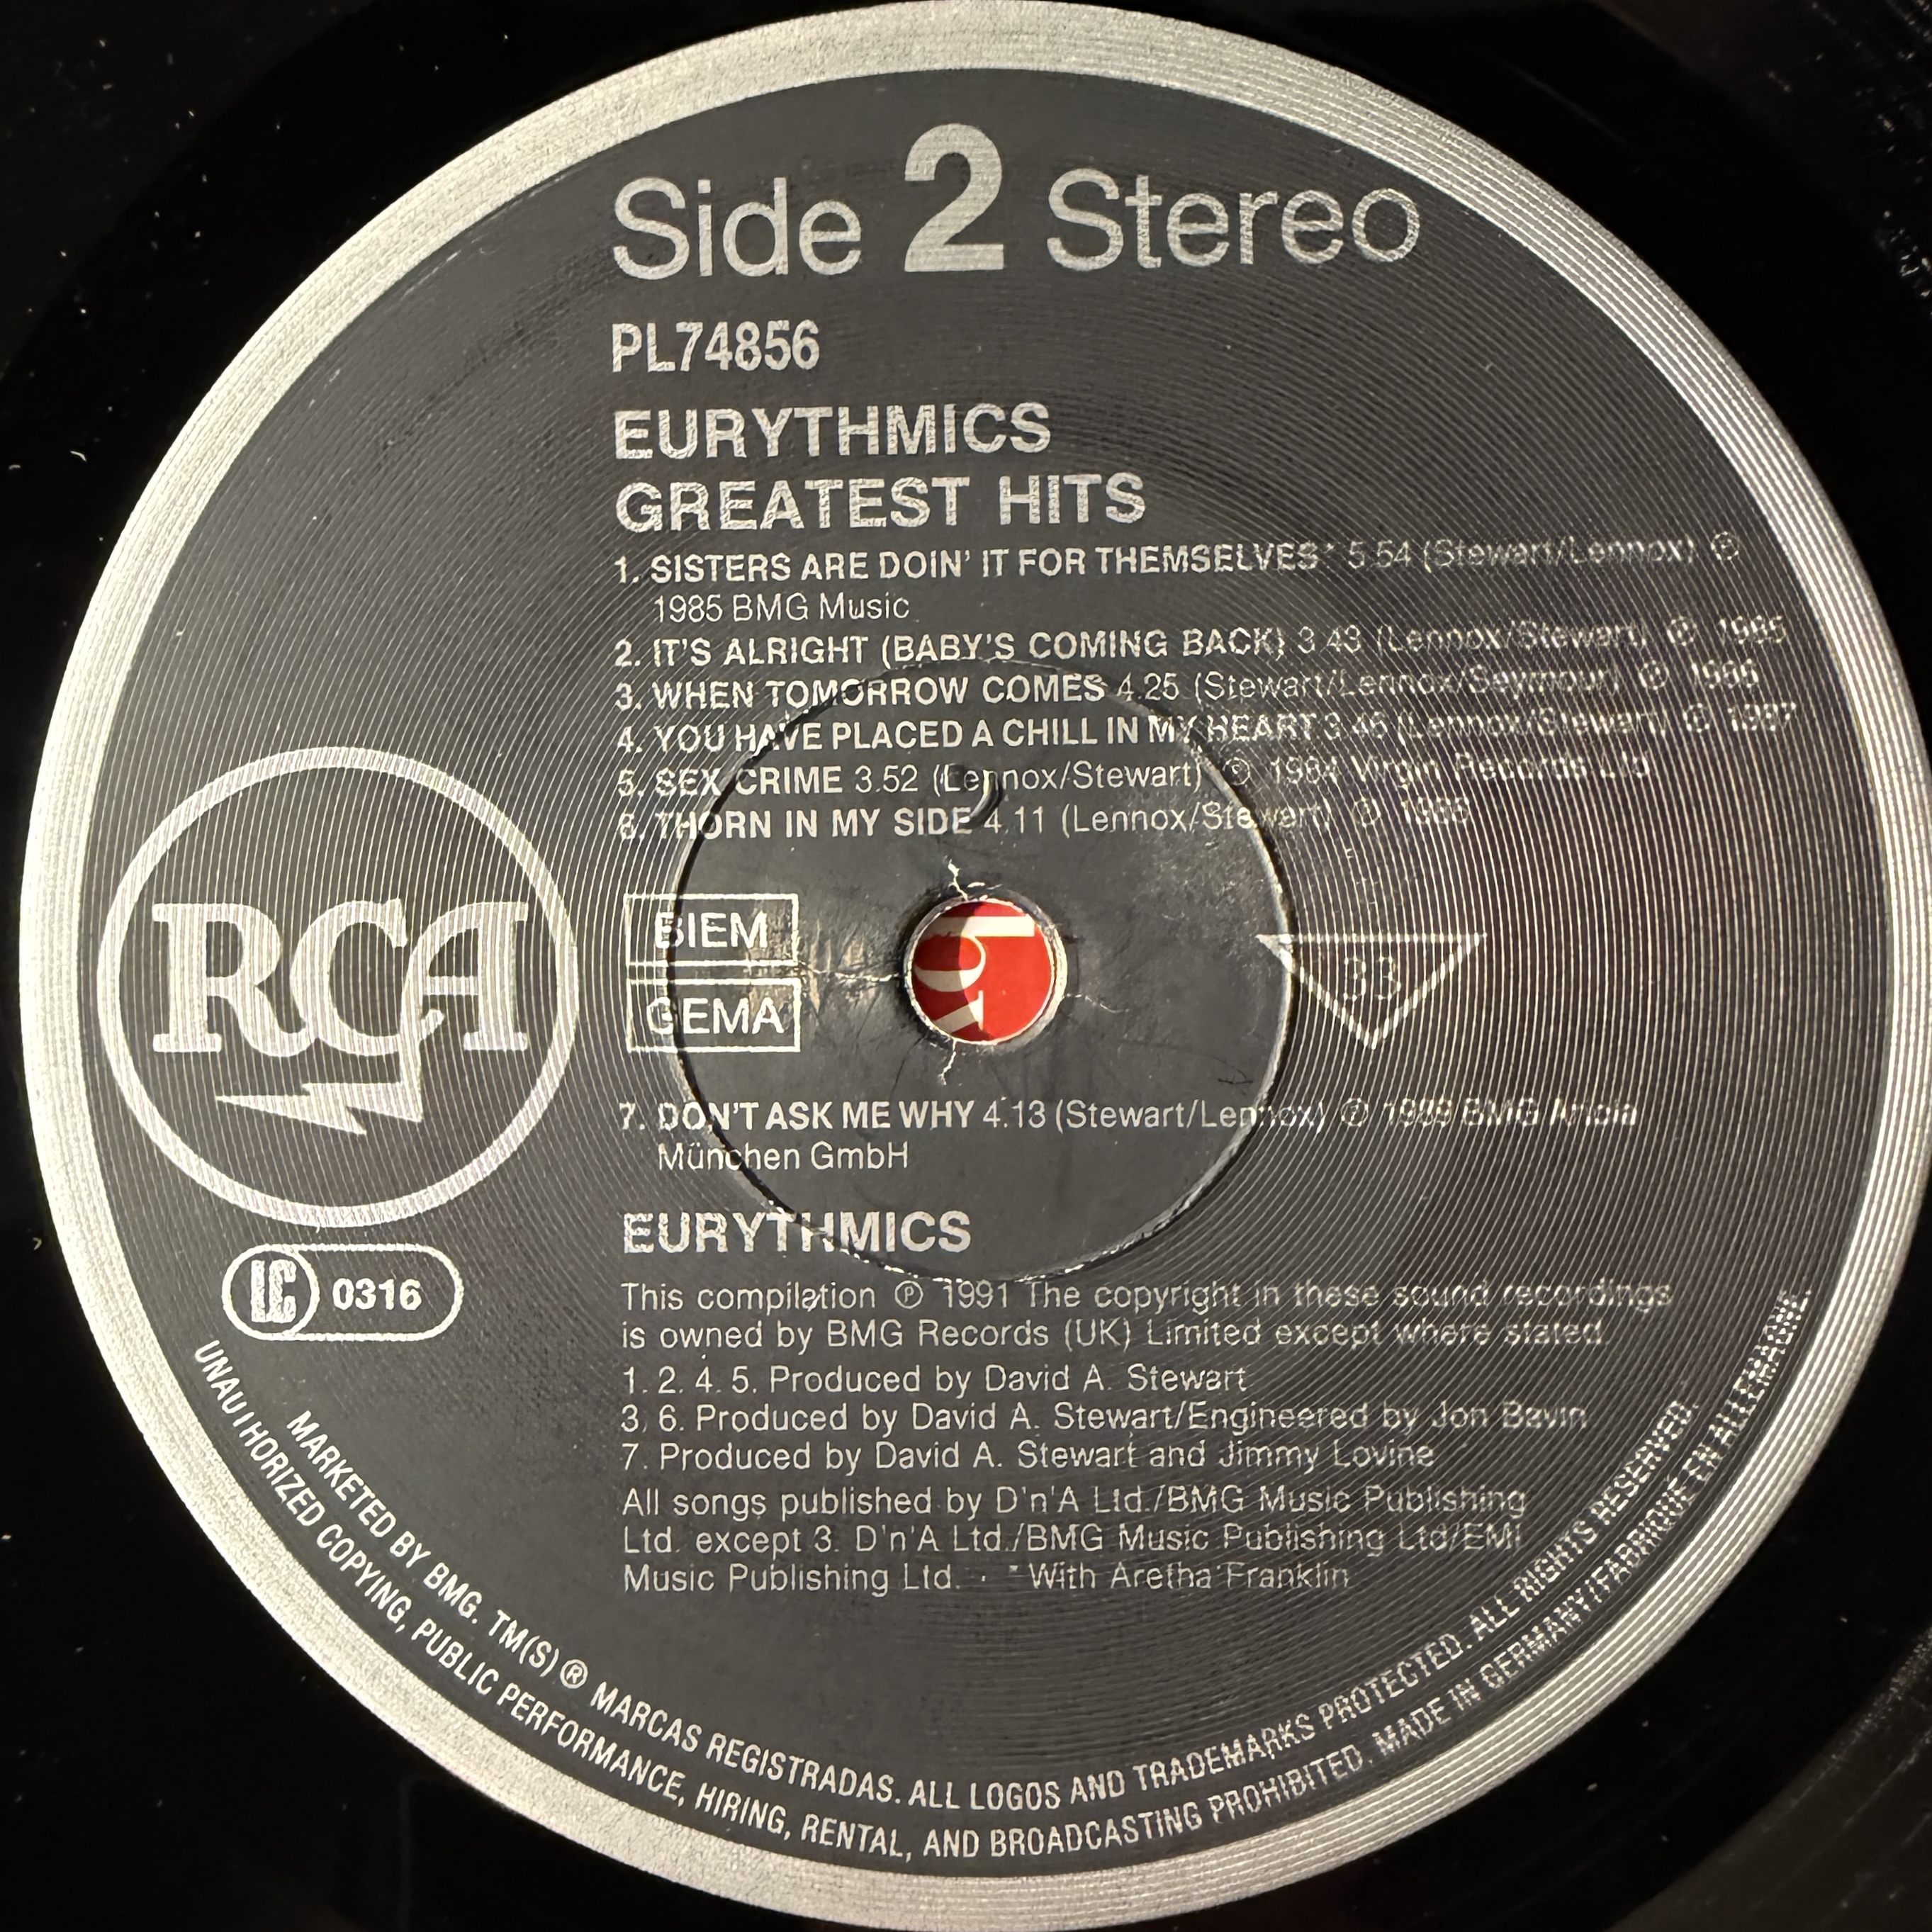 Side 2 Stereo
PL74856
EURYTHMICS
GREATEST HITS
1. SISTERS ARE DOIN' IT FOR THEMSELVES* 5.54 (Stewart/Lennox) ℗
1985 BMG Music
2. IT'S ALRIGHT (BABY'S COMING BACK) 3.43 (Lennox/Stewart) ℗ 1985
3. WHEN TOMORROW COMES 4.25 (Stewart/Lennox/Seymour) ℗ 1986
4. YOU HAVE PLACED A CHILL IN MY HEART 3.46 (Lennox/Stewart) ℗ 1987
5. SEX CRIME 3.52 (Lennox/Stewart) ℗ 1984 Virgin Records Ltd
6. THORN IN MY SIDE 4.11 (Lennox/Stewart) ℗ 1986
RCA
BIEM
GEMA
33
7. DON'T ASK ME WHY 4.13 (Stewart/Lennox) ℗ 1989 BMG Ariola
München GmbH
EURYTHMICS
LC 0316
This compilation ℗ 1991 The copyright in these sound recordings
is owned by BMG Records (UK) Limited except where stated
1. 2. 4. 5. Produced by David A. Stewart
3, 6. Produced by David A. Stewart/Engineered by Jon Bavin
7. Produced by David A. Stewart and Jimmy Lovine
All songs published by D'n'A Ltd./BMG Music Publishing
Ltd. except 3. D'n'A Ltd./BMG Music Publishing Ltd/EMI
Music Publishing Ltd. · * With Aretha Franklin
MARKETED BY BMG. TM(S) ® MARCAS REGISTRADAS. ALL LOGOS AND TRADEMARKS PROTECTED. ALL RIGHTS RESERVED.
UNAUTHORIZED COPYING, PUBLIC PERFORMANCE, HIRING, RENTAL, AND BROADCASTING PROHIBITED. MADE IN GERMANY/FABRIQUE EN ALLEMAGNE.